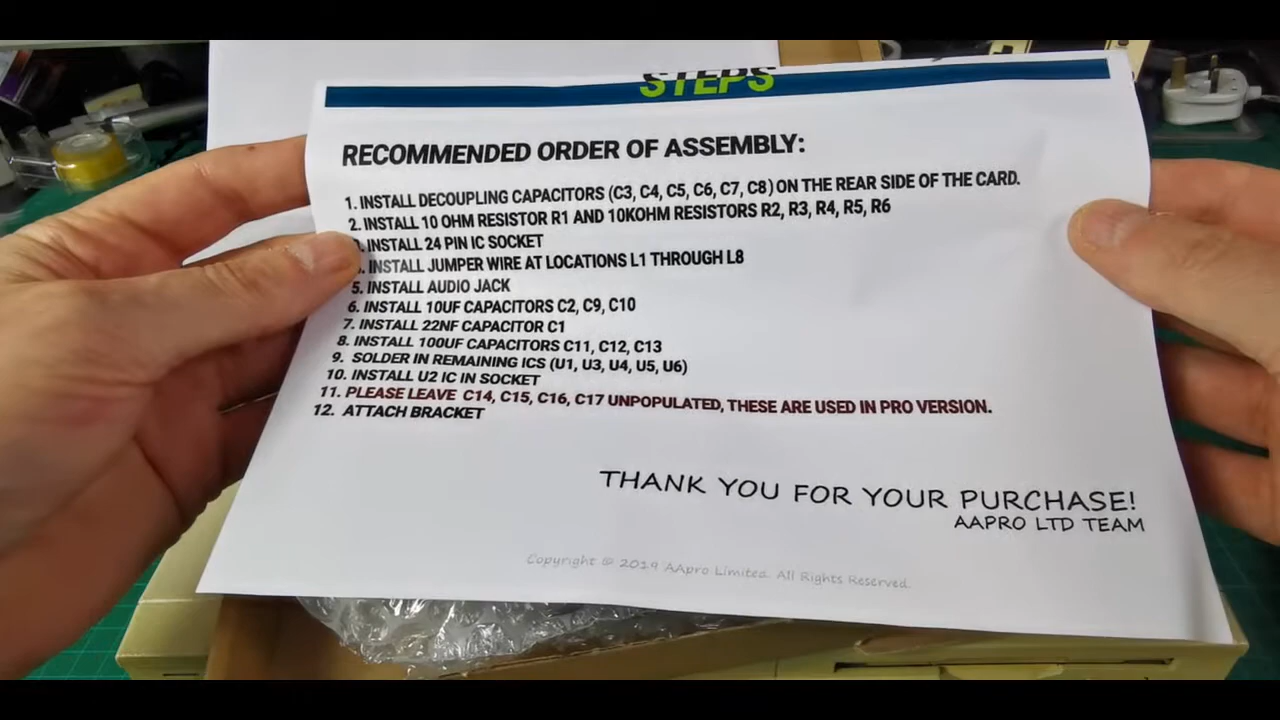 STEPS
RECOMMENDED ORDER OF ASSEMBLY:
1. INSTALL DECOUPLING CAPACITORS (C3, C4, C5, C6, C7, C8) ON THE REAR SIDE OF THE CARD.
2. INSTALL 10 OHM RESISTOR R1 AND 10KOHM RESISTORS R2, R3, R4, R5, R6
. INSTALL 24 PIN IC SOCKET
. INSTALL JUMPER WIRE AT LOCATIONS L1 THROUGH L8
5. INSTALL AUDIO JACK
6. INSTALL 10UF CAPACITORS C2, C9, C10
7. INSTALL 22NF CAPACITOR C1
8. INSTALL 100UF CAPACITORS C11, C12, C13
9. SOLDER IN REMAINING ICS (U1, U3, U4, U5, U6)
10. INSTALL U2 IC IN SOCKET
11. PLEASE LEAVE C14, C15, C16, C17 UNPOPULATED, THESE ARE USED IN PRO VERSION.
12. ATTACH BRACKET
THANK YOU FOR YOUR PURCHASE!
AAPRO LTD TEAM
Copyright © 2019 AApro Limited. All Rights Reserved.